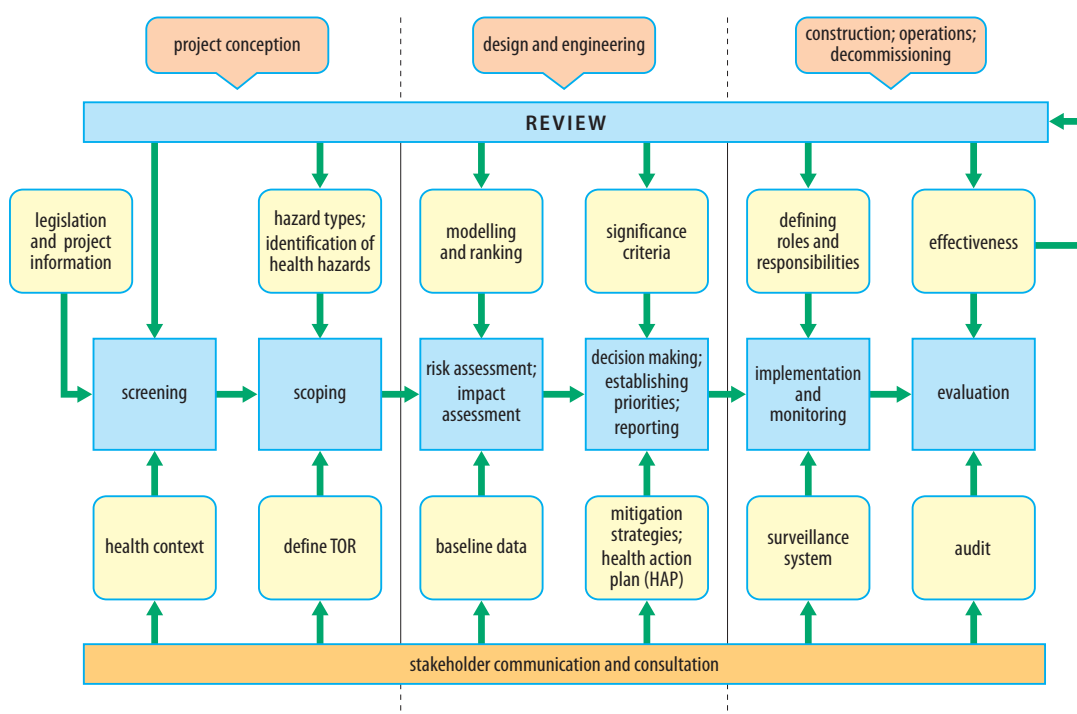 project conception
design and engineering
construction; operations;
decommissioning
REVIEW
legislation
and project
information
hazard types;
identification of
health hazards
modelling
and ranking
significance
criteria
defining
roles and
responsibilities
effectiveness
screening
scoping
risk assessment;
impact
assessment
decision making;
establishing
priorities;
reporting
implementation
and
monitoring
evaluation
health context
define TOR
baseline data
mitigation
strategies;
health action
plan (HAP)
surveillance
system
audit
stakeholder communication and consultation